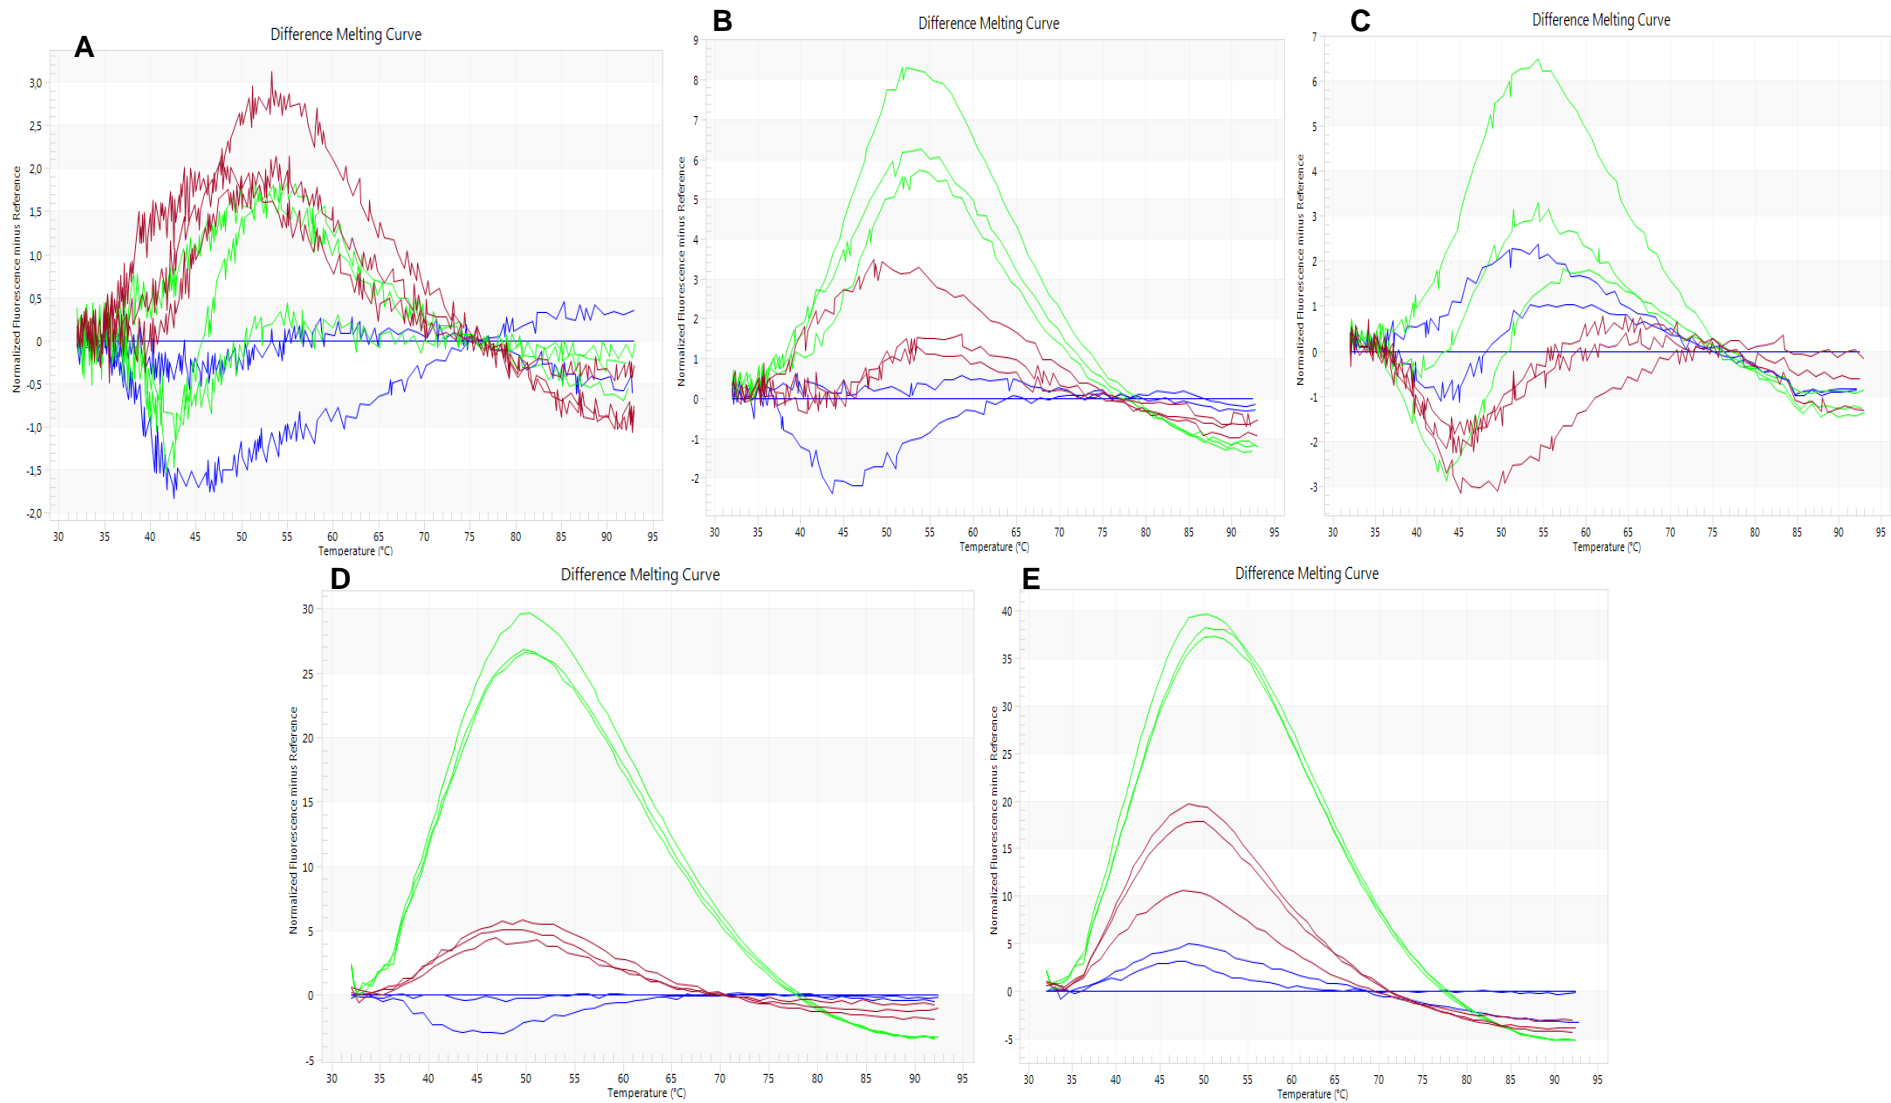 A
Difference Melting Curve
Normalized Fluorescence minus Reference
3,0
2,5
2,0
1,5
1,0
0,5
0
-0,5
-1,0
-1,5
-2,0
30 35 40 45 50 55 60 65 70 75 80 85 90 95
Temperature (°C)
B
Difference Melting Curve
Normalized Fluorescence minus Reference
9
8
7
6
5
4
3
2
1
0
-1
-2
30 35 40 45 50 55 60 65 70 75 80 85 90 95
Temperature (°C)
C
Difference Melting Curve
Normalized Fluorescence minus Reference
7
6
5
4
3
2
1
0
-1
-2
-3
30 35 40 45 50 55 60 65 70 75 80 85 90 95
Temperature (°C)
D
Difference Melting Curve
Normalized Fluorescence minus Reference
30
25
20
15
10
5
0
-5
30 35 40 45 50 55 60 65 70 75 80 85 90 95
Temperature (°C)
E
Difference Melting Curve
Normalized Fluorescence minus Reference
40
35
30
25
20
15
10
5
0
-5
30 35 40 45 50 55 60 65 70 75 80 85 90 95
Temperature (°C)